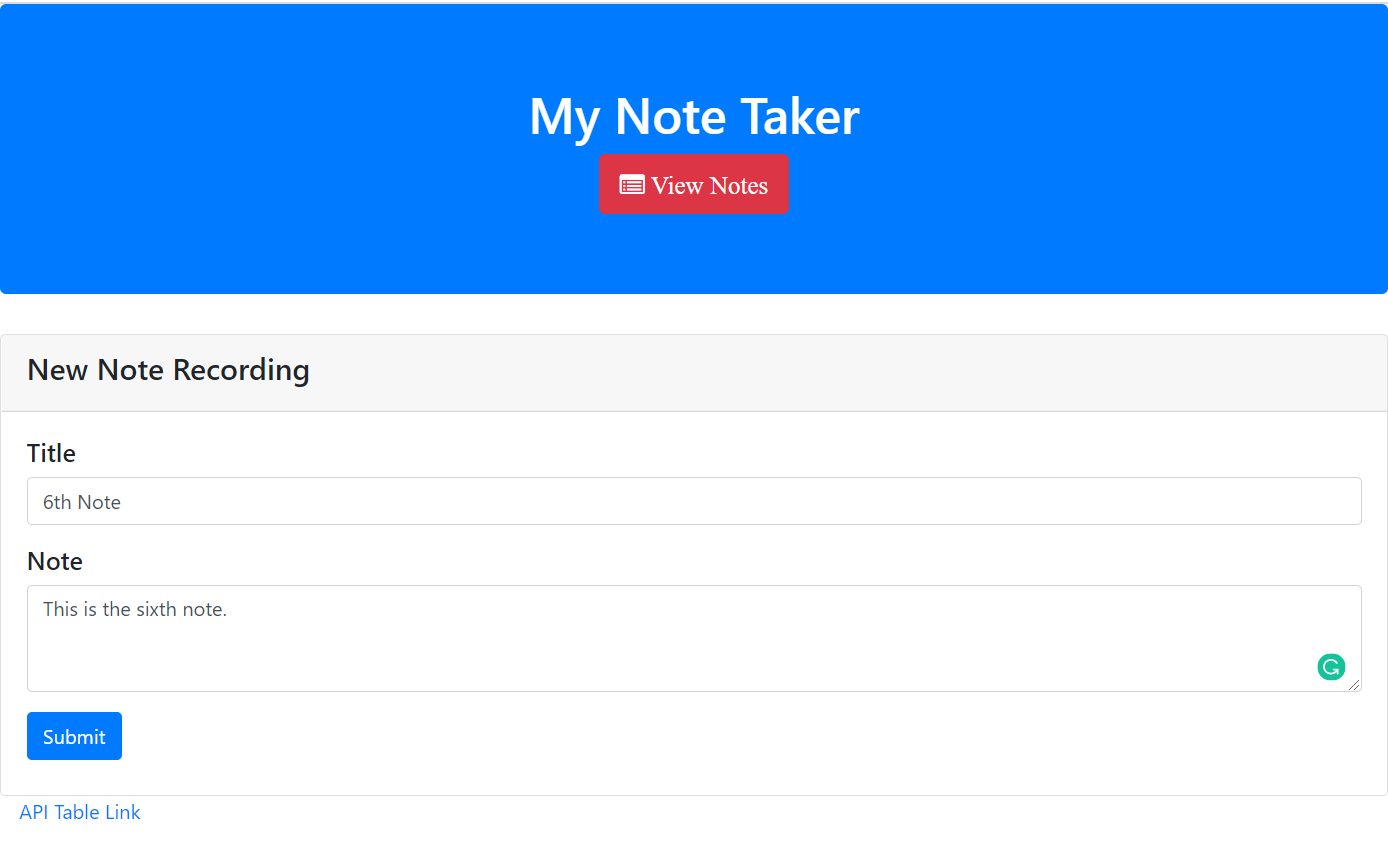 My Note Taker
View Notes
New Note Recording
Title
6th Note
Note
This is the sixth note.
Submit
API Table Link